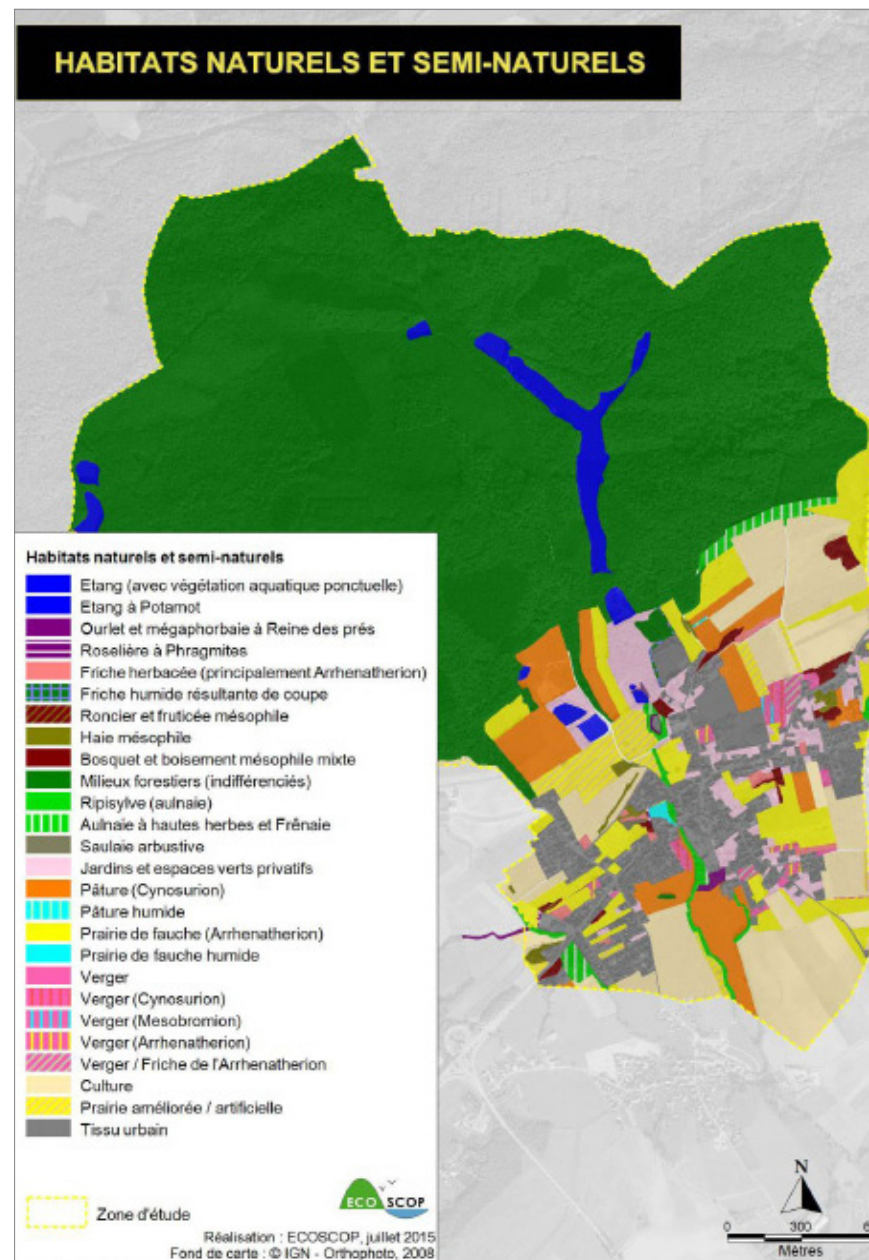 HABITATS NATURELS ET SEMI-NATURELS
Habitats naturels et semi-naturels
Etang (avec végétation aquatique ponctuelle)
Etang à Potamot
Ourlet et mégaphorbaie à Reine des prés
Roselière à Phragmites
Friche herbacée (principalement Arrhenatherion)
Friche humide résultante de coupe
Roncier et fruticée mésophile
Haie mésophile
Bosquet et boisement mésophile mixte
Milieux forestiers (indifférenciés)
Ripisylve (aulnaie)
Aulnaie à hautes herbes et Frênaie
Saulaie arbustive
Jardins et espaces verts privatifs
Pâture (Cynosurion)
Pâture humide
Prairie de fauche (Arrhenatherion)
Prairie de fauche humide
Verger
Verger (Cynosurion)
Verger (Mesobromion)
Verger (Arrhenatherion)
Verger / Friche de l'Arrhenatherion
Culture
Prairie améliorée / artificielle
Tissu urbain
Zone d'étude
ECO SCOP
Réalisation : ECOSCOP, juillet 2015
Fond de carte : © IGN - Orthophoto, 2008
N
0 300
Mètres